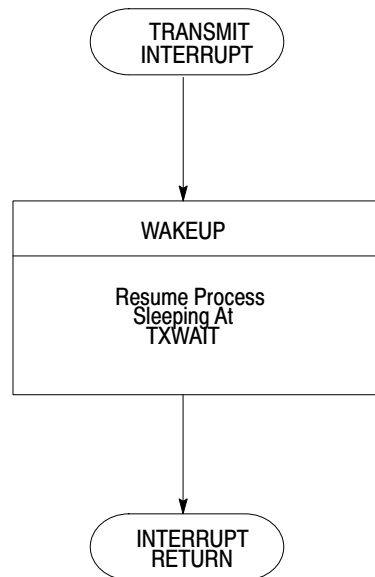 TRANSMIT
INTERRUPT
WAKEUP
Resume Process
Sleeping At
TXWAIT
INTERRUPT
RETURN